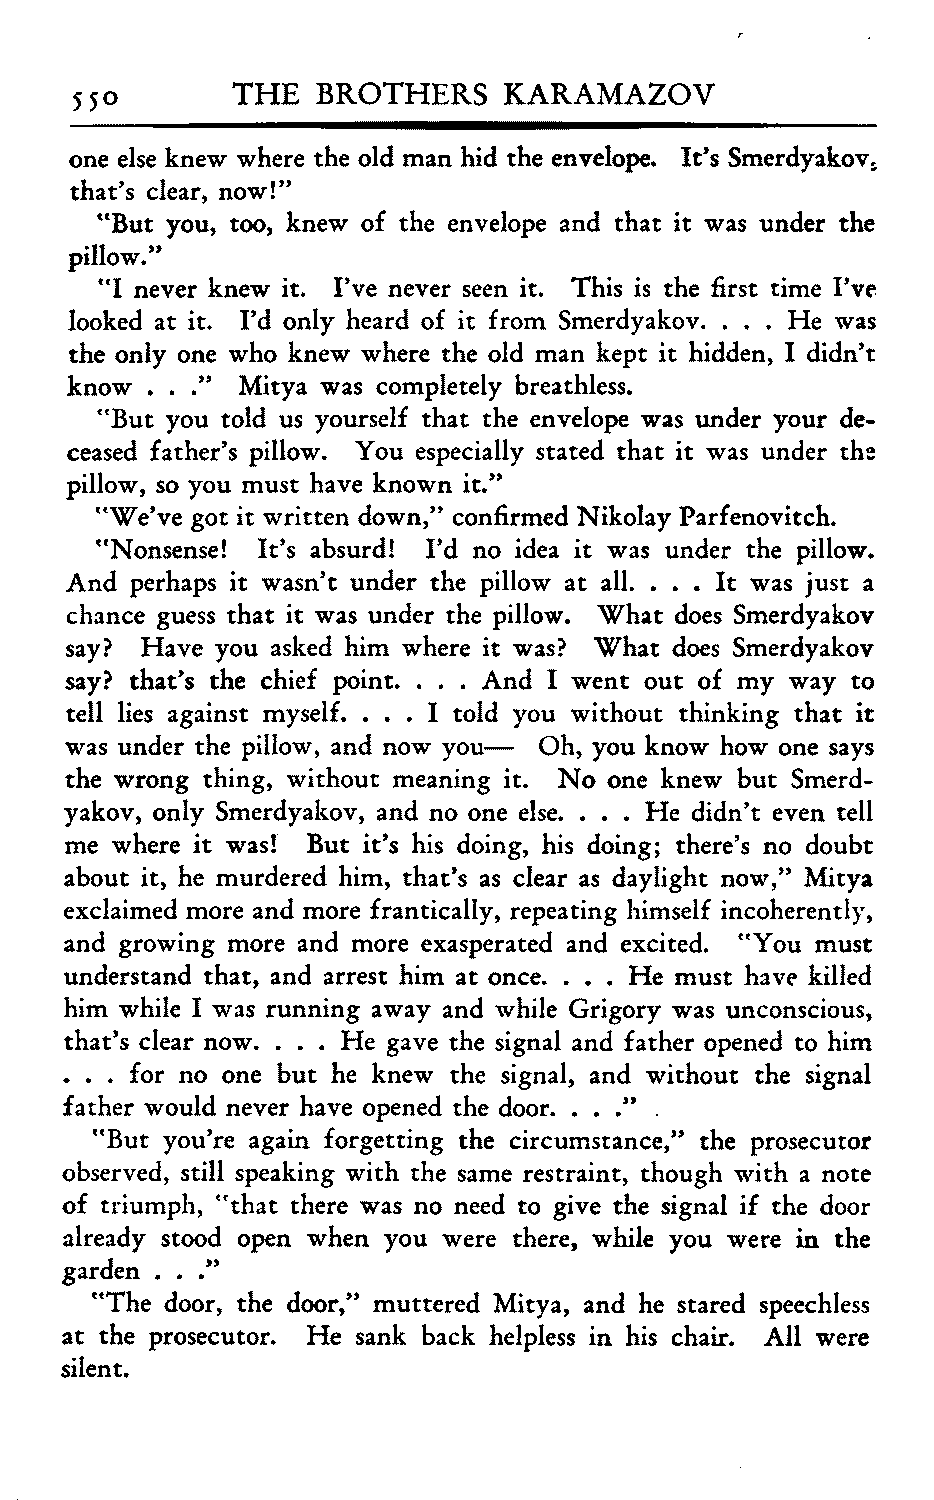 550 THE BROTHERS KARAMAZOV
one else knew where the old man hid the envelope. It's Smerdyakov,
that's clear, now!"
"But you, too, knew of the envelope and that it was under the
pillow."
"I never knew it. I've never seen it. This is the first time I've
looked at it. I'd only heard of it from Smerdyakov. . . . He was
the only one who knew where the old man kept it hidden, I didn't
know . . ." Mitya was completely breathless.
"But you told us yourself that the envelope was under your de-
ceased father's pillow. You especially stated that it was under the
pillow, so you must have known it."
"We've got it written down," confirmed Nikolay Parfenovitch.
"Nonsense! It's absurd! I'd no idea it was under the pillow.
And perhaps it wasn't under the pillow at all. . . . It was just a
chance guess that it was under the pillow. What does Smerdyakov
say? Have you asked him where it was? What does Smerdyakov
say? that's the chief point. . . . And I went out of my way to
tell lies against myself. . . . I told you without thinking that it
was under the pillow, and now you— Oh, you know how one says
the wrong thing, without meaning it. No one knew but Smerd-
yakov, only Smerdyakov, and no one else. . . . He didn't even tell
me where it was! But it's his doing, his doing; there's no doubt
about it, he murdered him, that's as clear as daylight now," Mitya
exclaimed more and more frantically, repeating himself incoherently,
and growing more and more exasperated and excited. "You must
understand that, and arrest him at once. . . . He must have killed
him while I was running away and while Grigory was unconscious,
that's clear now. . . . He gave the signal and father opened to him
. . . for no one but he knew the signal, and without the signal
father would never have opened the door. . . ."
"But you're again forgetting the circumstance," the prosecutor
observed, still speaking with the same restraint, though with a note
of triumph, "that there was no need to give the signal if the door
already stood open when you were there, while you were in the
garden . . ."
"The door, the door," muttered Mitya, and he stared speechless
at the prosecutor. He sank back helpless in his chair. All were
silent.